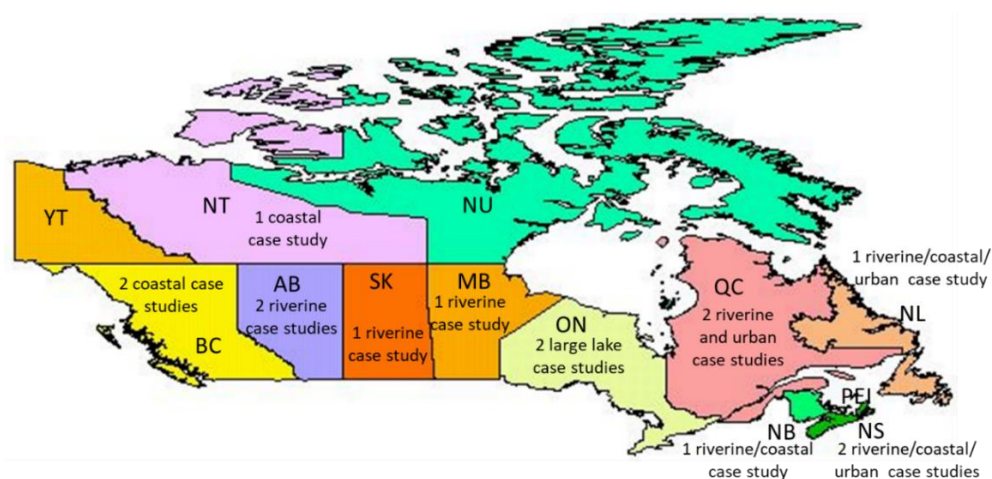 YT
NT
1 coastal
case study
NU
2 coastal case
studies
BC
AB
2 riverine
case studies
SK
1 riverine
case study
MB
1 riverine
case study
ON
2 large lake
case studies
QC
2 riverine
and urban
case studies
1 riverine/coastal/
urban case study
NL
PEI
NB
1 riverine/coastal
case study
NS
2 riverine/coastal/
urban case studies